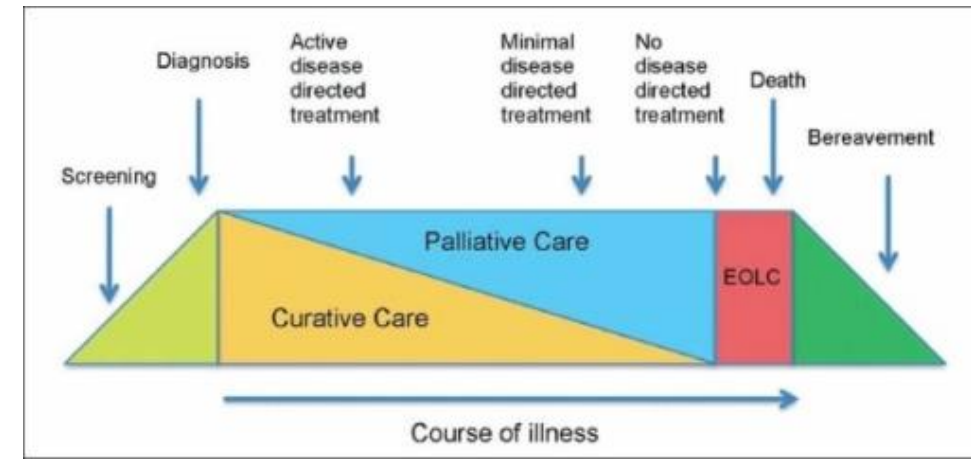 Screening
Diagnosis
Active
disease
directed
treatment
Minimal
disease
directed
treatment
No
disease
directed
treatment
Death
Bereavement
Palliative Care
Curative Care
EOLC
Course of illness